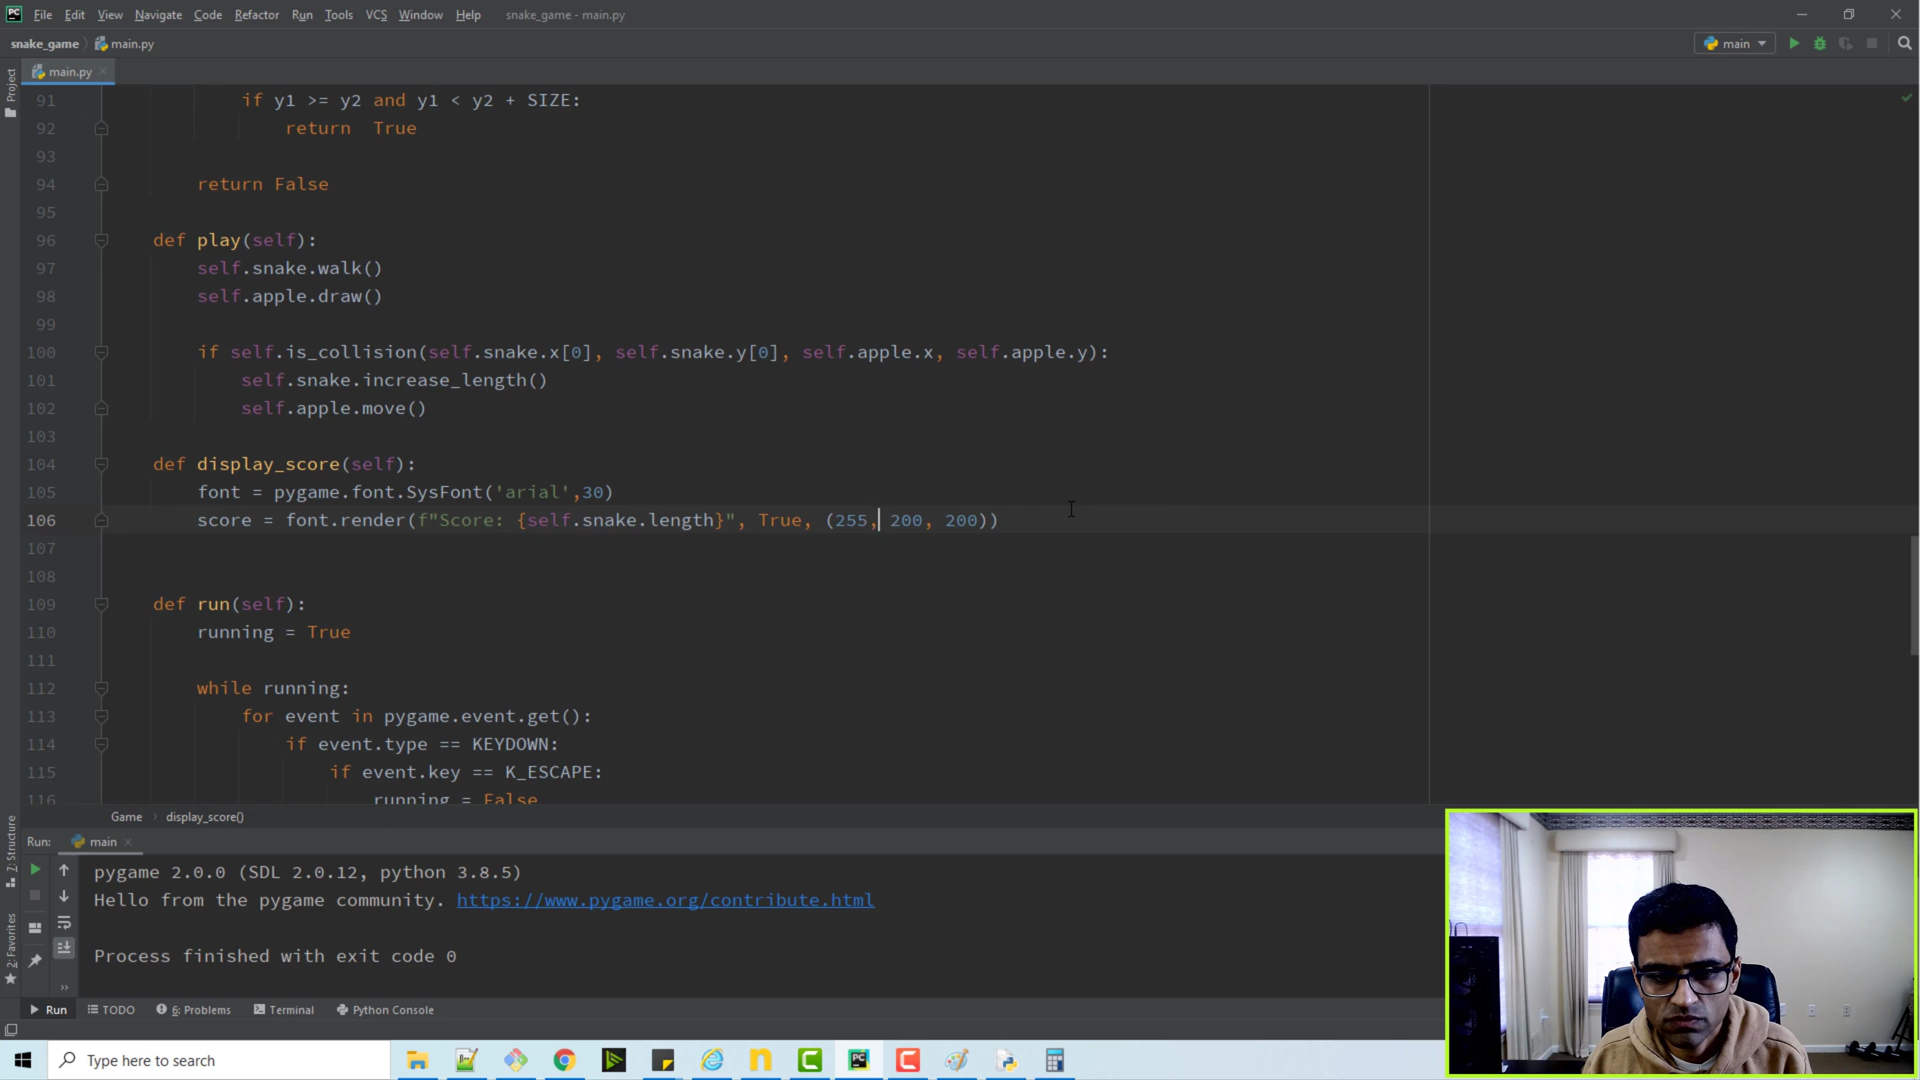 PC File Edit View Navigate Code Refactor Run Tools VCS Window Help snake_game - main.py
snake_game main.py main
Project
main.py
91 if y1 >= y2 and y1 < y2 + SIZE:
92 return  True
93
94 return False
95
96 def play(self):
97 self.snake.walk()
98 self.apple.draw()
99
100 if self.is_collision(self.snake.x[0], self.snake.y[0], self.apple.x, self.apple.y):
101 self.snake.increase_length()
102 self.apple.move()
103
104 def display_score(self):
105 font = pygame.font.SysFont('arial',30)
106 score = font.render(f"Score: {self.snake.length}", True, (255, 200, 200))
107
108
109 def run(self):
110 running = True
111
112 while running:
113 for event in pygame.event.get():
114 if event.type == KEYDOWN:
115 if event.key == K_ESCAPE:
116 running = False
Game display_score()
7: Structure
2: Favorites
Run: main
pygame 2.0.0 (SDL 2.0.12, python 3.8.5)
Hello from the pygame community. https://www.pygame.org/contribute.html
Process finished with exit code 0
Run TODO 6: Problems Terminal Python Console
Type here to search